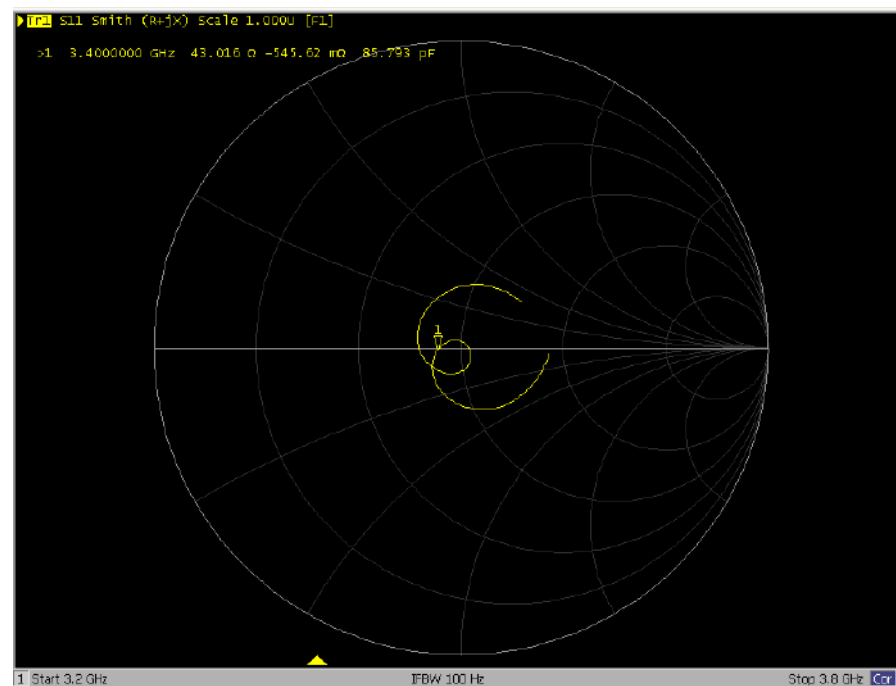 Tr1 S11 Smith (R+jX) Scale 1.000U [F1]
>1 3.4000000 GHz 43.016 Ω -545.62 mΩ 85.793 pF
1
1 Start 3.2 GHz IFBW 100 Hz Stop 3.8 GHz Cor